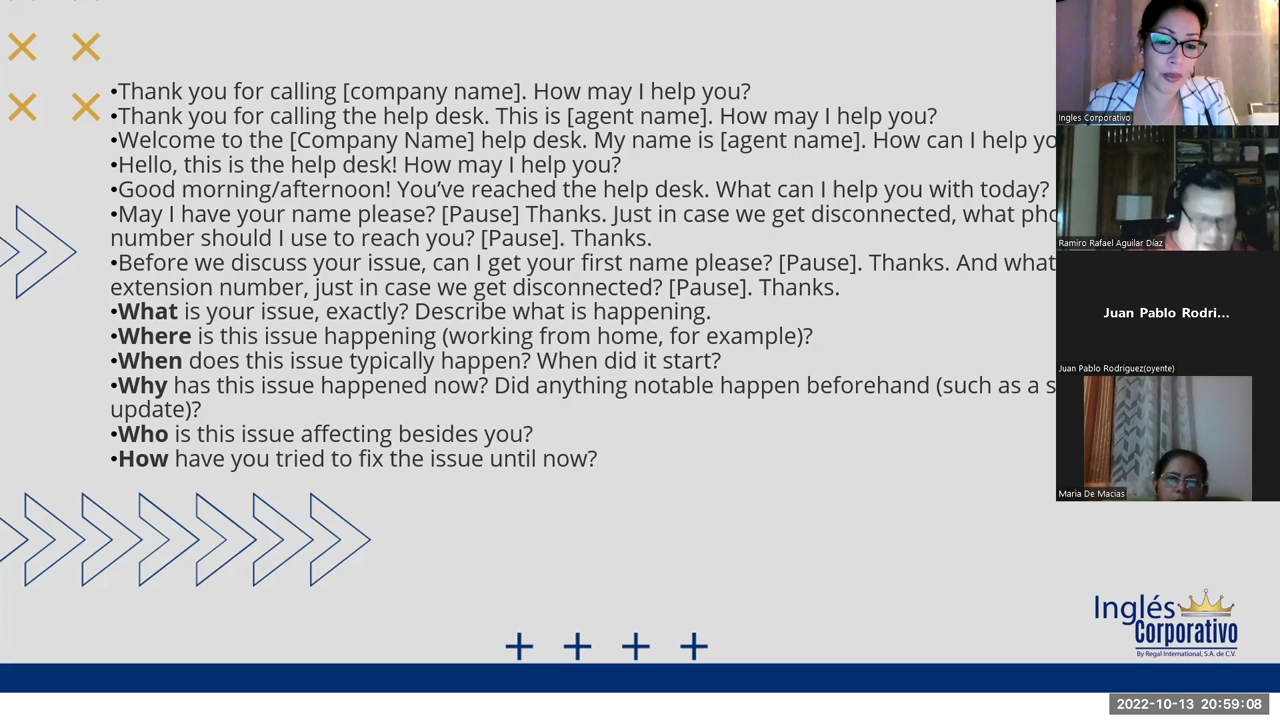 •Thank you for calling [company name]. How may I help you?
•Thank you for calling the help desk. This is [agent name]. How may I help you?
•Welcome to the [Company Name] help desk. My name is [agent name]. How can I help yo
•Hello, this is the help desk! How may I help you?
•Good morning/afternoon! You’ve reached the help desk. What can I help you with today?
•May I have your name please? [Pause] Thanks. Just in case we get disconnected, what pho
number should I use to reach you? [Pause]. Thanks.
•Before we discuss your issue, can I get your first name please? [Pause]. Thanks. And what
extension number, just in case we get disconnected? [Pause]. Thanks.
•What is your issue, exactly? Describe what is happening.
•Where is this issue happening (working from home, for example)?
•When does this issue typically happen? When did it start?
•Why has this issue happened now? Did anything notable happen beforehand (such as a s
update)?
•Who is this issue affecting besides you?
•How have you tried to fix the issue until now?
Ingles Corporativo
Ramiro Rafael Aguilar Díaz
Juan Pablo Rodri...
Juan Pablo Rodriguez(oyente)
Maria De Macias
Inglés
Corporativo
By Regal International, S.A. de C.V.
2022-10-13 20:59:08